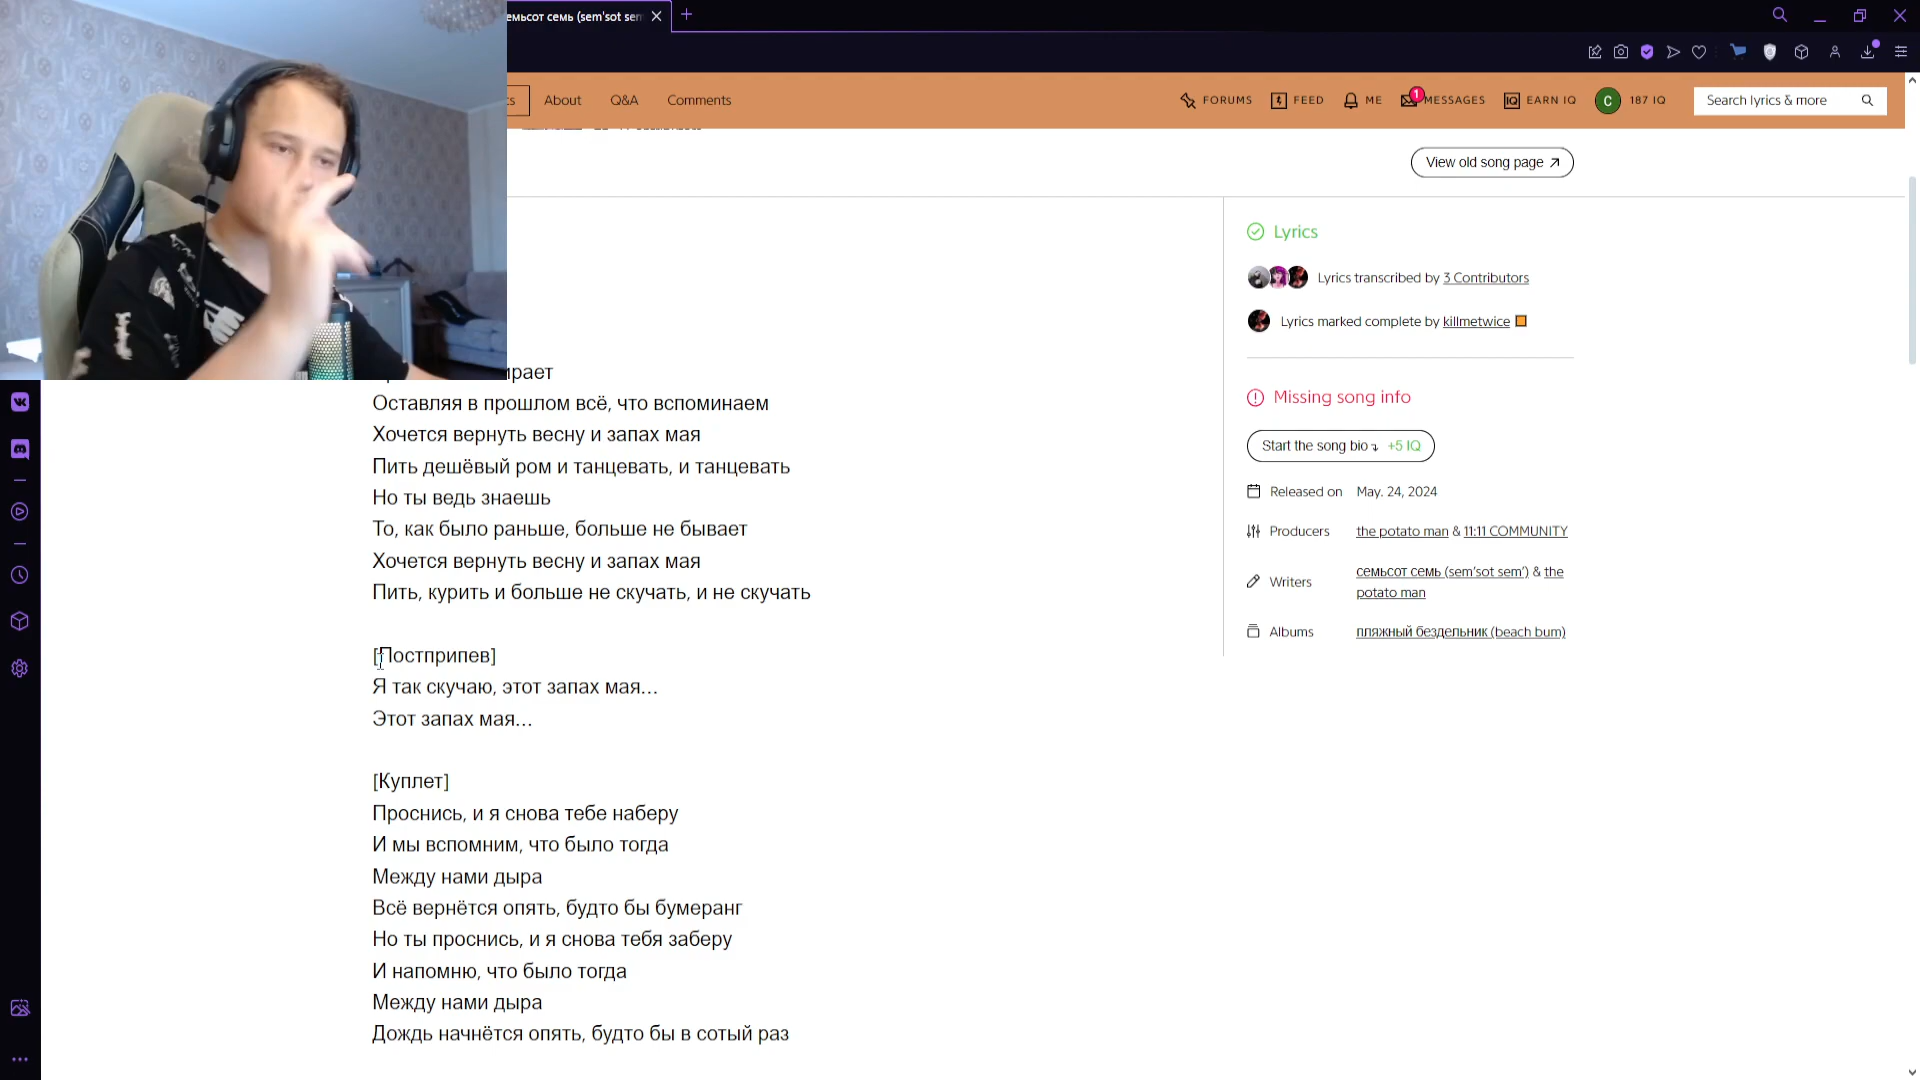 емьсот семь (sem'sot sem
About
Q&A
Comments
FORUMS
FEED
ME
1
MESSAGES
EARN IQ
C
187 IQ
Search lyrics & more
View old song page
ирает
Оставляя в прошлом всё, что вспоминаем
Хочется вернуть весну и запах мая
Пить дешёвый ром и танцевать, и танцевать
Но ты ведь знаешь
То, как было раньше, больше не бывает
Хочется вернуть весну и запах мая
Пить, курить и больше не скучать, и не скучать
[Постприпев]
Я так скучаю, этот запах мая...
Этот запах мая...
[Куплет]
Проснись, и я снова тебе наберу
И мы вспомним, что было тогда
Между нами дыра
Всё вернётся опять, будто бы бумеранг
Но ты проснись, и я снова тебя заберу
И напомню, что было тогда
Между нами дыра
Дождь начнётся опять, будто бы в сотый раз
Lyrics
Lyrics transcribed by 3 Contributors
Lyrics marked complete by killmetwice
Missing song info
Start the song bio +5 IQ
Released on May. 24, 2024
Producers the potato man & 11:11 COMMUNITY
Writers семьсот семь (sem'sot sem') & the
potato man
Albums пляжный бездельник (beach bum)